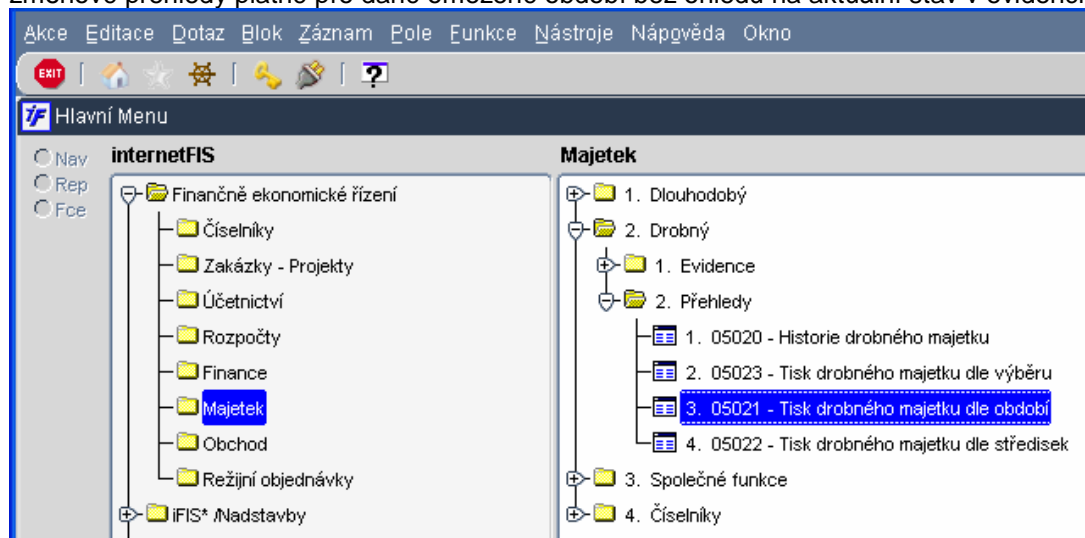 změnové přehledy platné pro dané omezené období bez ohledu na aktuální stav v evidenci
Akce Editace Dotaz Blok Záznam Pole Funkce Nástroje Nápověda Okno
EXIT
Hlavní Menu
Nav
Rep
Fce
internetFIS
Finančně ekonomické řízení
Číselníky
Zakázky - Projekty
Účetnictví
Rozpočty
Finance
Majetek
Obchod
Režijní objednávky
iFIS* /Nadstavby
Majetek
1. Dlouhodobý
2. Drobný
1. Evidence
2. Přehledy
1. 05020 - Historie drobného majetku
2. 05023 - Tisk drobného majetku dle výběru
3. 05021 - Tisk drobného majetku dle období
4. 05022 - Tisk drobného majetku dle středisek
3. Společné funkce
4. Číselníky